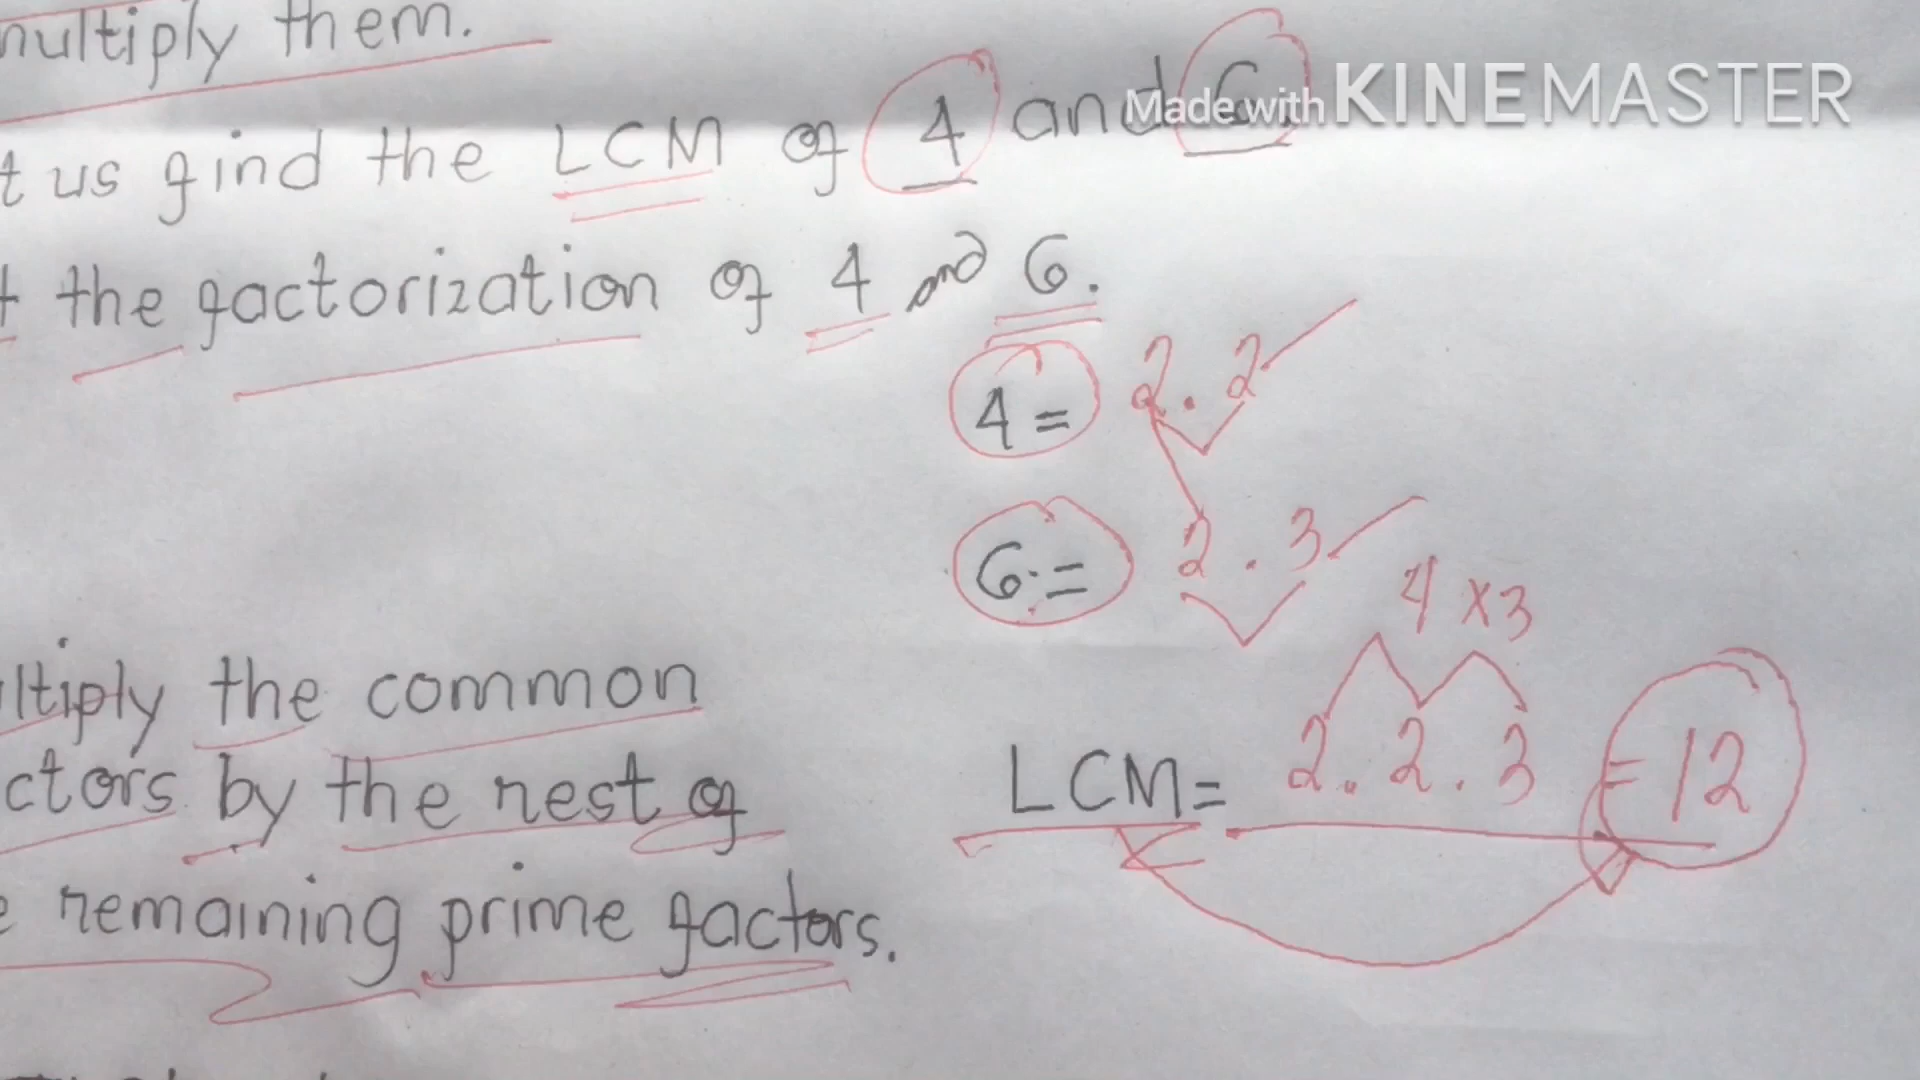 multiply them.
Made with KINEMASTER
t us find the LCM of 4 and 6.
the factorization of 4 and 6.
4 = 2 . 2
6 = 2 . 3
4 x 3
ltiply the common
ctors by the rest of
LCM = 2 . 2 . 3 = 12
e remaining prime factors.